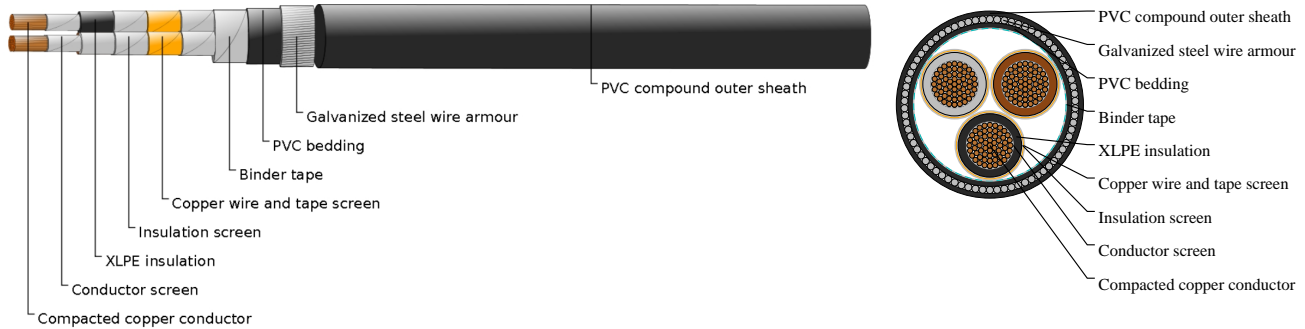 PVC compound outer sheath
Galvanized steel wire armour
PVC bedding
Binder tape
Copper wire and tape screen
Insulation screen
XLPE insulation
Conductor screen
Compacted copper conductor
PVC compound outer sheath
Galvanized steel wire armour
PVC bedding
Binder tape
XLPE insulation
Copper wire and tape screen
Insulation screen
Conductor screen
Compacted copper conductor